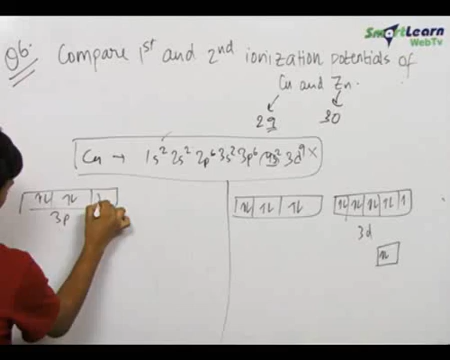 SmartLearn
WebTv
Q6. Compare 1st and 2nd ionization potentials of
Cu and Zn.
29 30
Cu → 1s² 2s² 2p⁶ 3s² 3p⁶ 4s² 3d⁹ ×
3p
3d